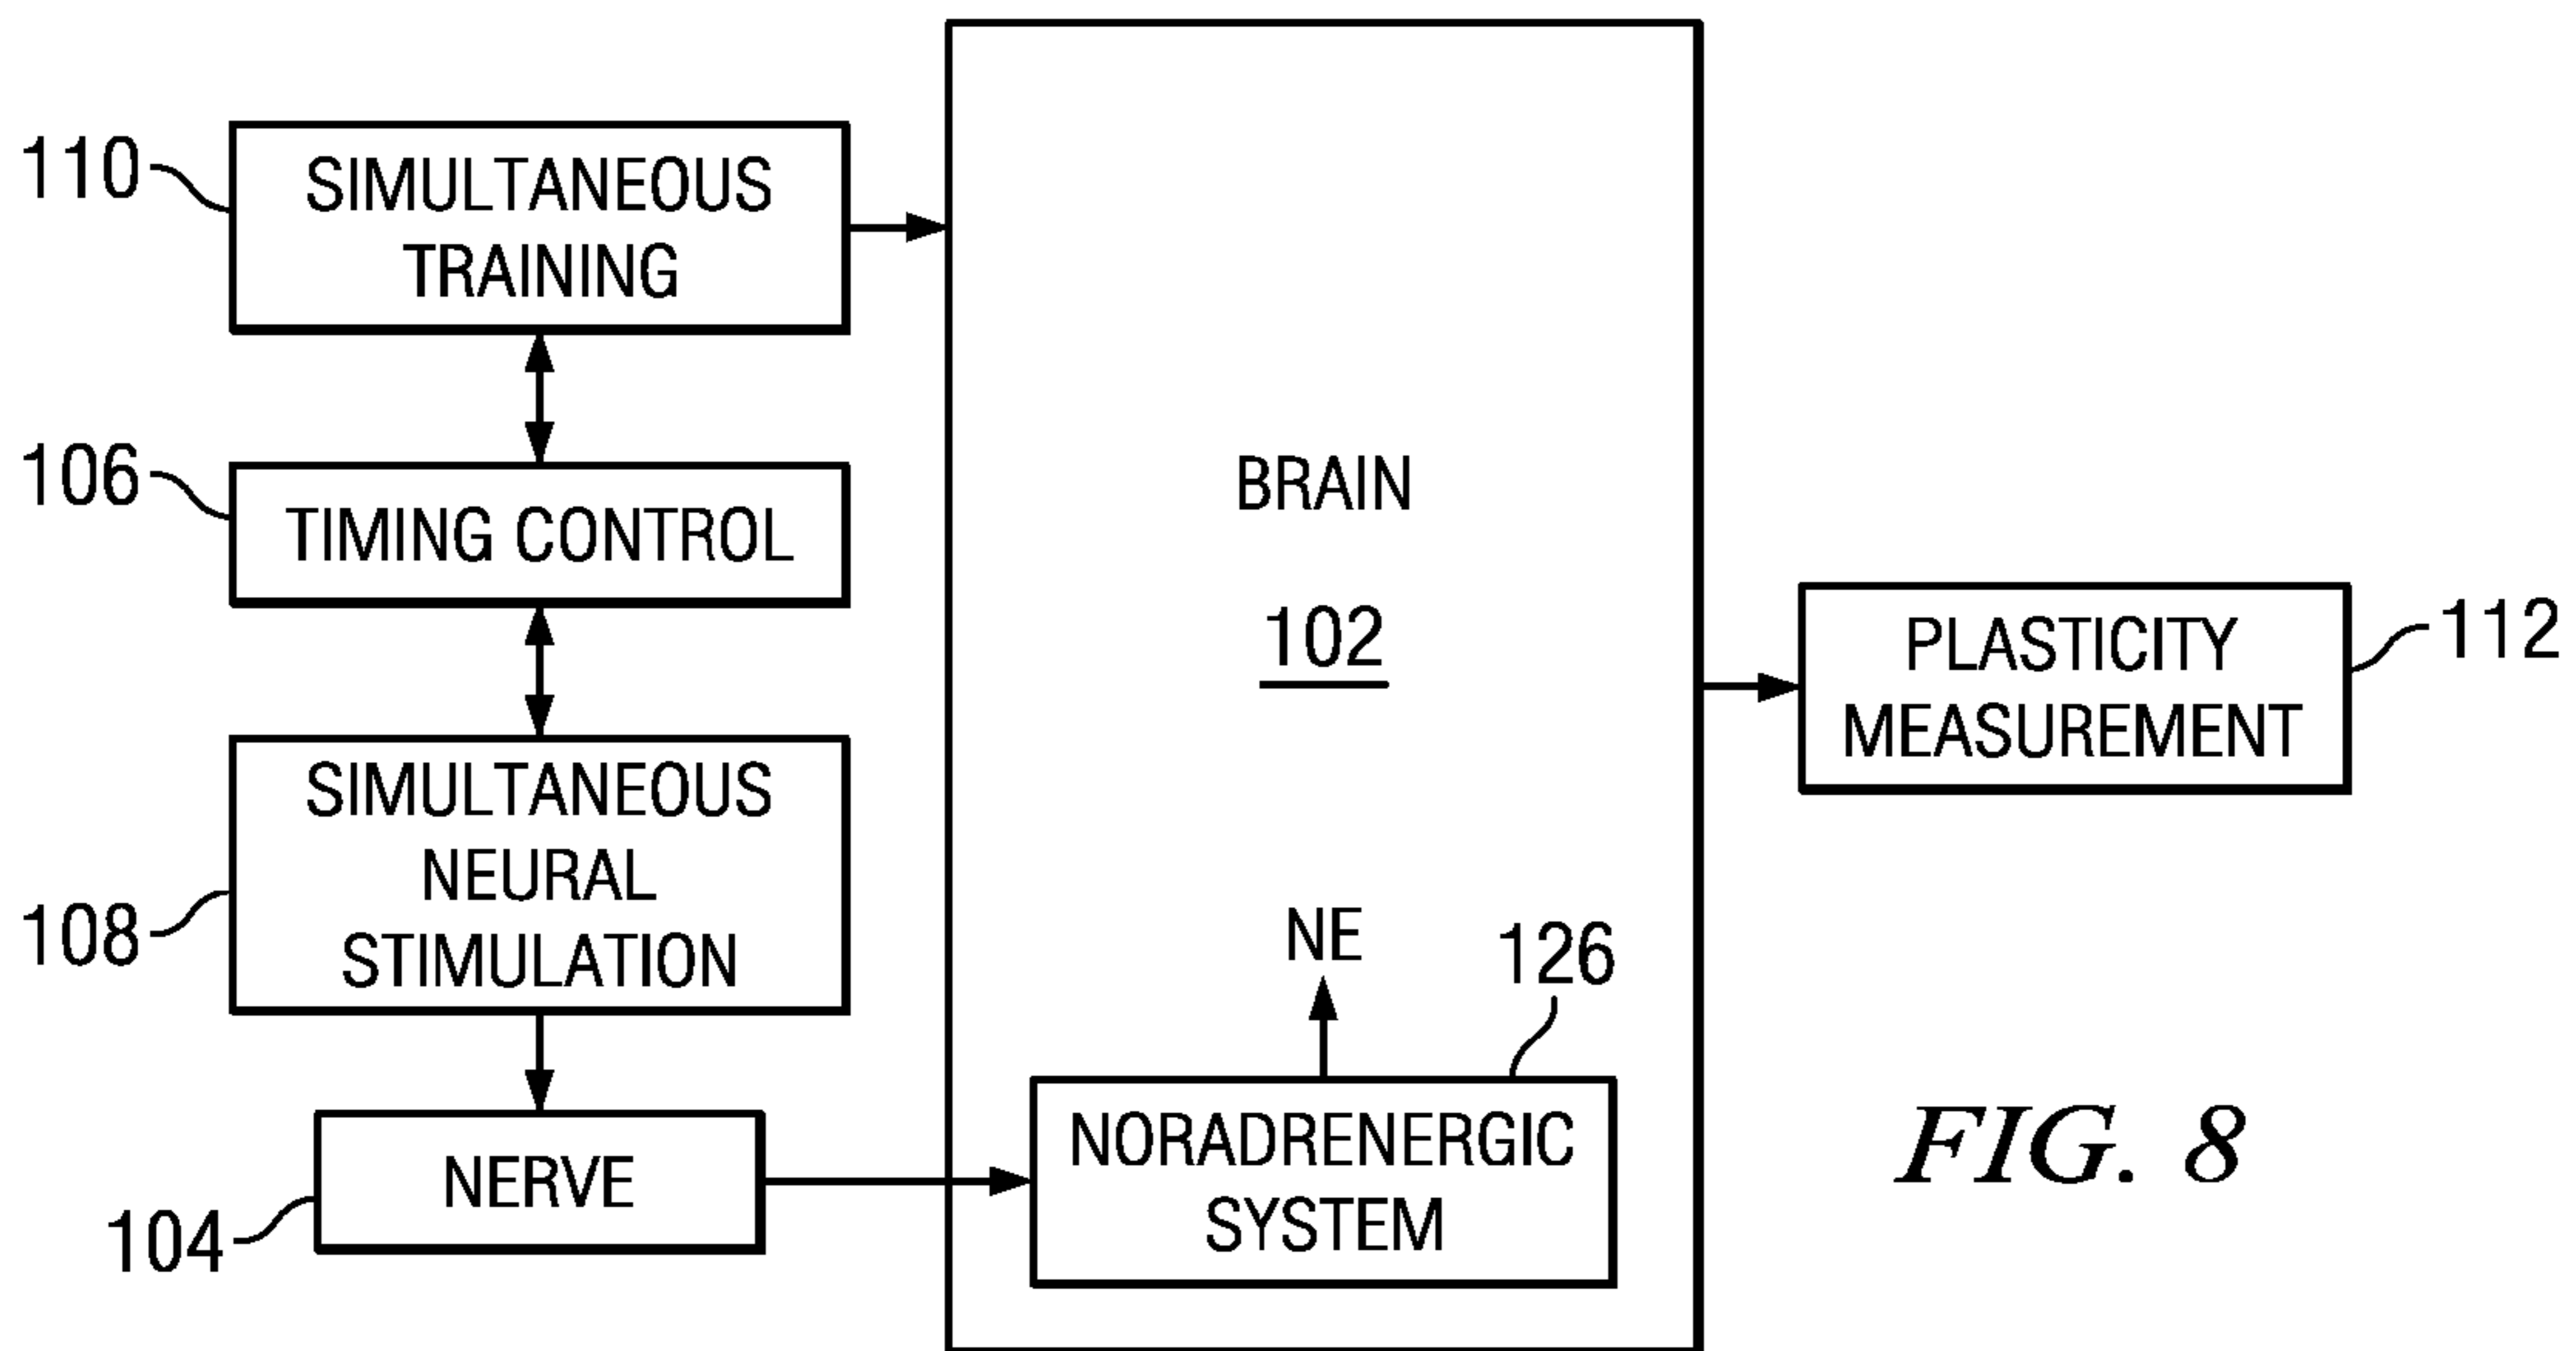 110
SIMULTANEOUS
TRAINING
106
TIMING CONTROL
108
SIMULTANEOUS
NEURAL
STIMULATION
104
NERVE
BRAIN
102
NE
126
NORADRENERGIC
SYSTEM
PLASTICITY
MEASUREMENT
112
FIG. 8